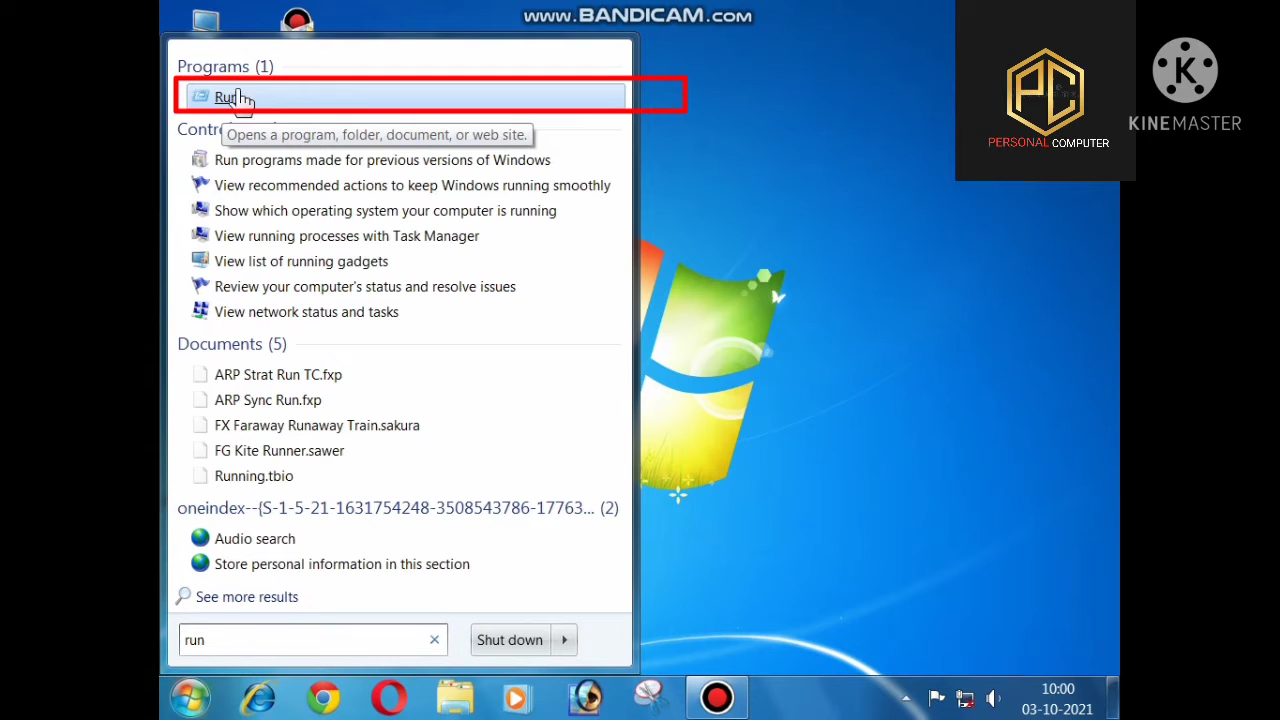 www.BANDICAM.com
PC
PERSONAL COMPUTER
K
KINEMASTER
Programs (1)
Run
Opens a program, folder, document, or web site.
Run programs made for previous versions of Windows
View recommended actions to keep Windows running smoothly
Show which operating system your computer is running
View running processes with Task Manager
View list of running gadgets
Review your computer's status and resolve issues
View network status and tasks
Documents (5)
ARP Strat Run TC.fxp
ARP Sync Run.fxp
FX Faraway Runaway Train.sakura
FG Kite Runner.sawer
Running.tbio
oneindex--{S-1-5-21-1631754248-3508543786-17763... (2)
Audio search
Store personal information in this section
See more results
run
Shut down
10:00
03-10-2021